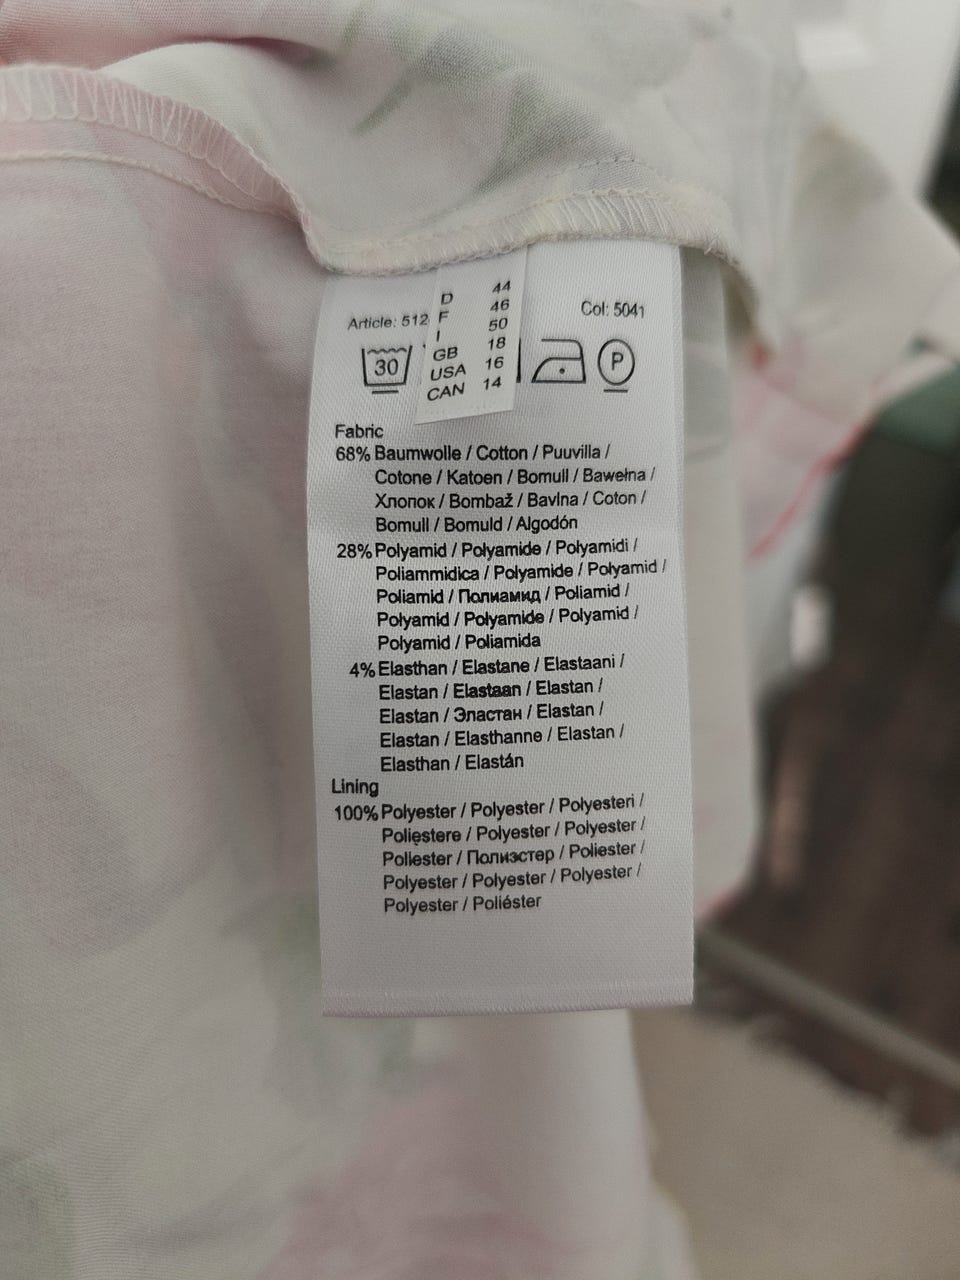 D 44
F 46
I 50
GB 18
USA 16
CAN 14
Article: 512
Col: 5041
30
P
Fabric
68% Baumwolle / Cotton / Puuvilla /
Cotone / Katoen / Bomull / Bawełna /
Хлопок / Bombaž / Bavlna / Coton /
Bomull / Bomuld / Algodón
28% Polyamid / Polyamide / Polyamidi /
Poliammidica / Polyamide / Polyamid /
Poliamid / Полиамид / Poliamid /
Polyamid / Polyamide / Polyamid /
Polyamid / Poliamida
4% Elasthan / Elastane / Elastaani /
Elastan / Elastaan / Elastan /
Elastan / Эластан / Elastan /
Elastan / Elasthanne / Elastan /
Elasthan / Elastán
Lining
100% Polyester / Polyester / Polyesteri /
Poliestere / Polyester / Polyester /
Poliester / Полиэстер / Poliester /
Polyester / Polyester / Polyester /
Polyester / Poliéster